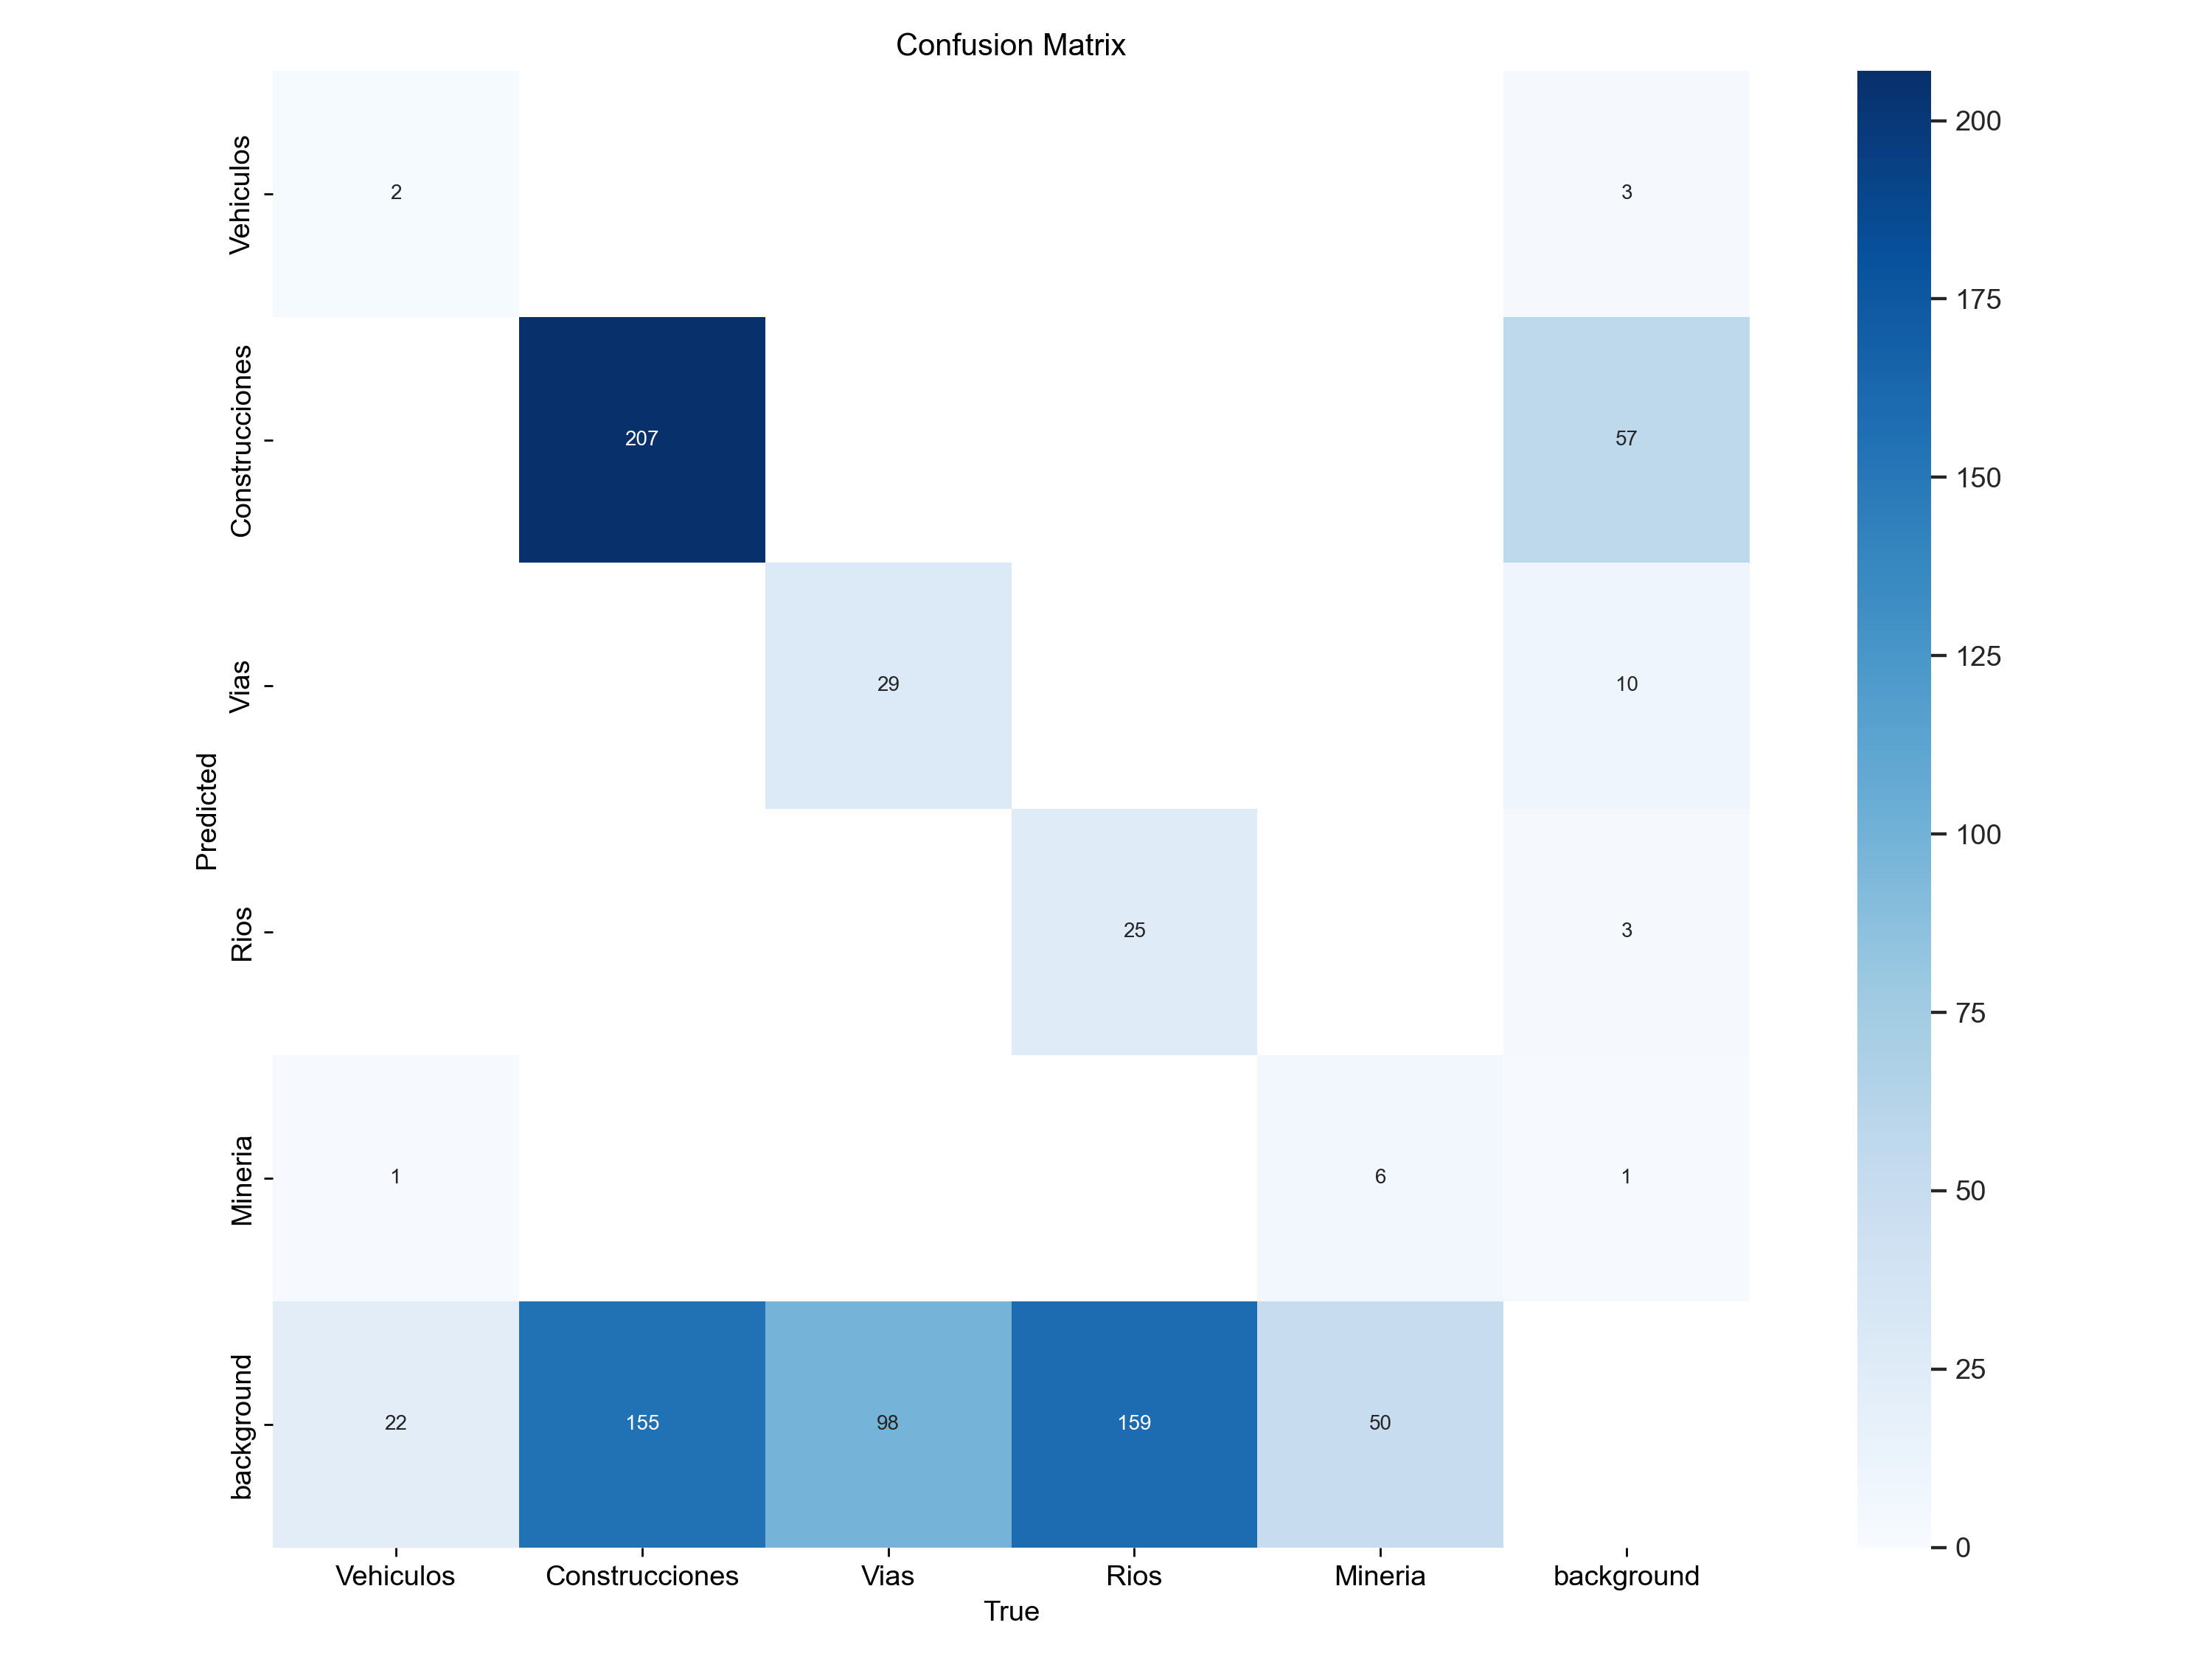 Confusion Matrix
Vehiculos
2
3
Construcciones
207
57
Vias
29
10
Rios
25
3
Mineria
1
6
1
background
22
155
98
159
50
Predicted
Vehiculos
Construcciones
Vias
Rios
Mineria
background
True
200
175
150
125
100
75
50
25
0